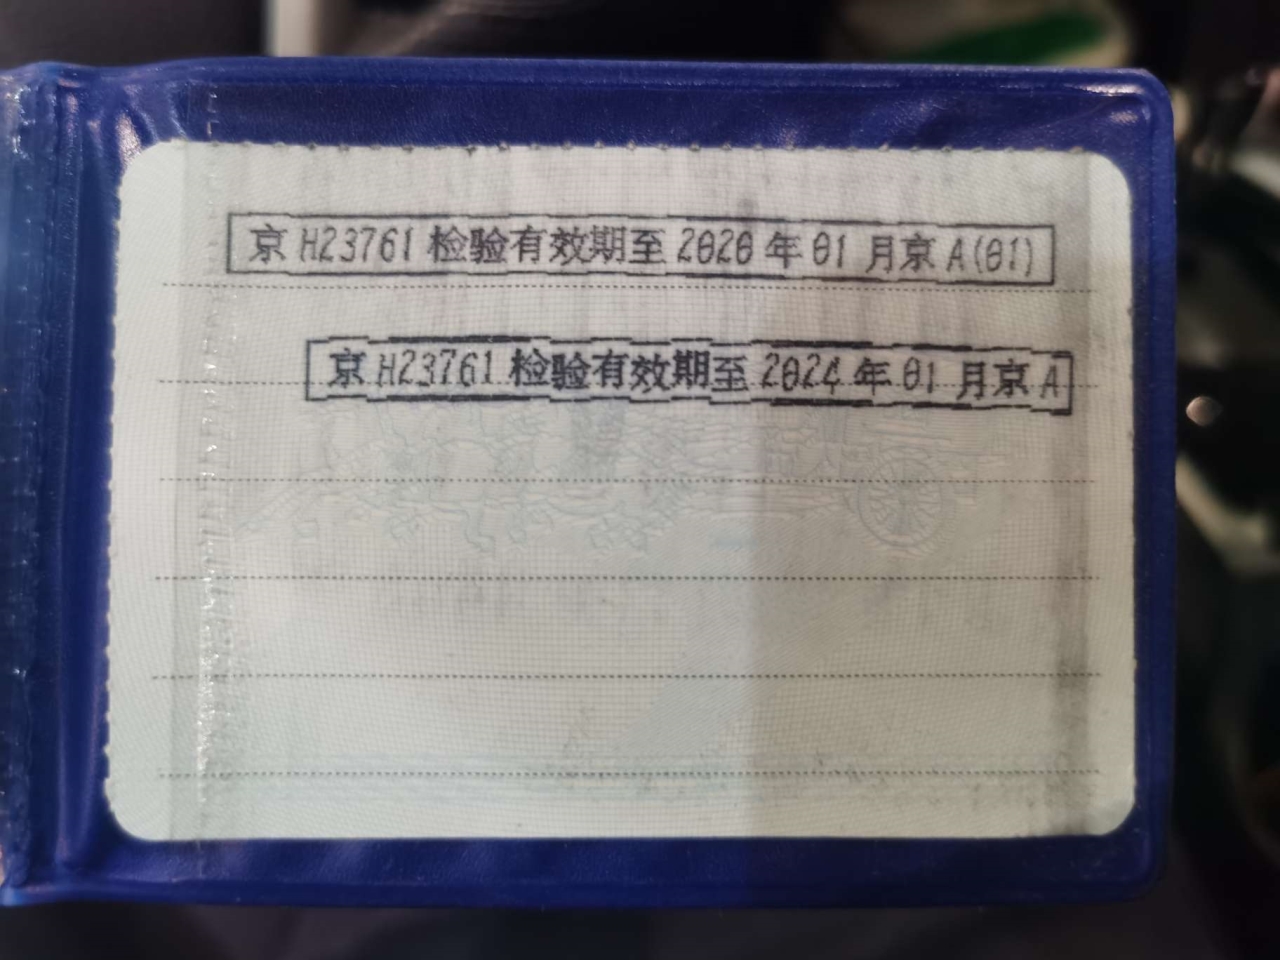 京 H23761 检验有效期至 2020 年 01 月京 A(01)
京 H23761 检验有效期至 2024 年 01 月京 A